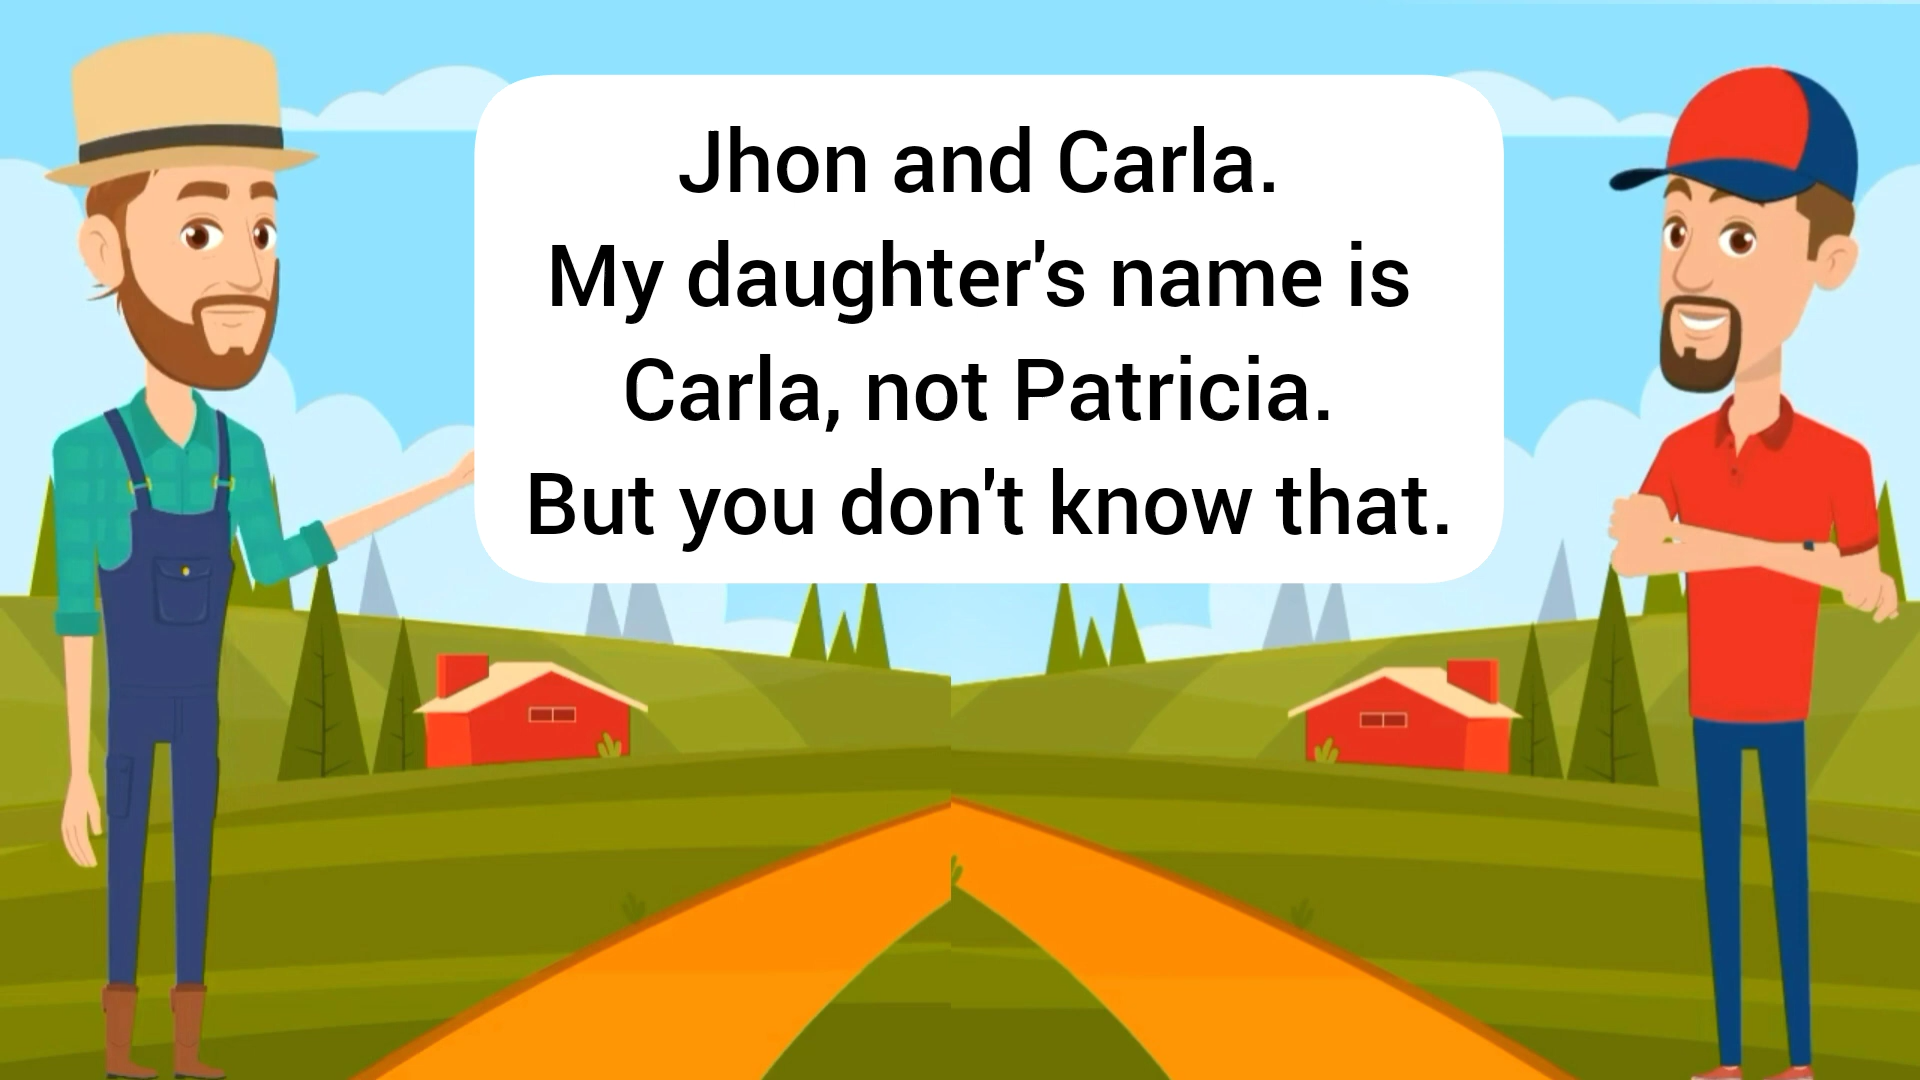 Jhon and Carla.
My daughter's name is
Carla, not Patricia.
But you don't know that.